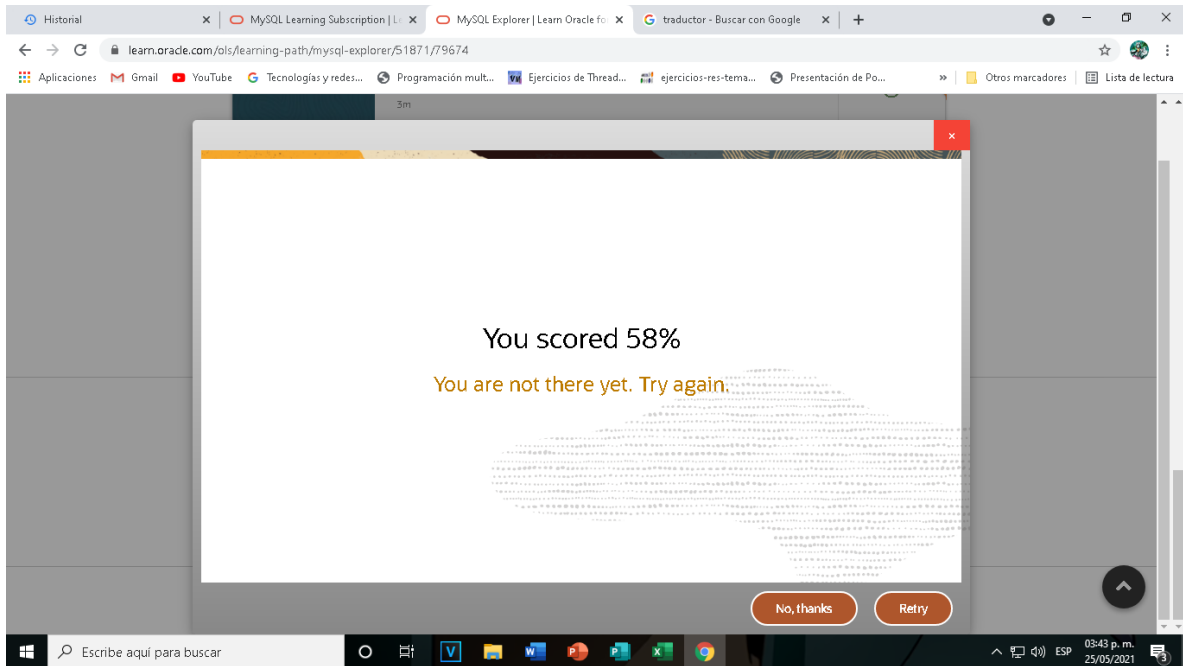 Historial
MySQL Learning Subscription | Le
MySQL Explorer | Learn Oracle fo
traductor - Buscar con Google
learn.oracle.com/ols/learning-path/mysql-explorer/51871/79674
Aplicaciones
Gmail
YouTube
Tecnologías y redes...
Programación mult...
Ejercicios de Thread...
ejercicios-res-tema...
Presentación de Po...
»
Otros marcadores
Lista de lectura
3m
You scored 58%
You are not there yet. Try again.
No, thanks
Retry
Escribe aquí para buscar
ESP
03:43 p. m.
25/05/2021
3